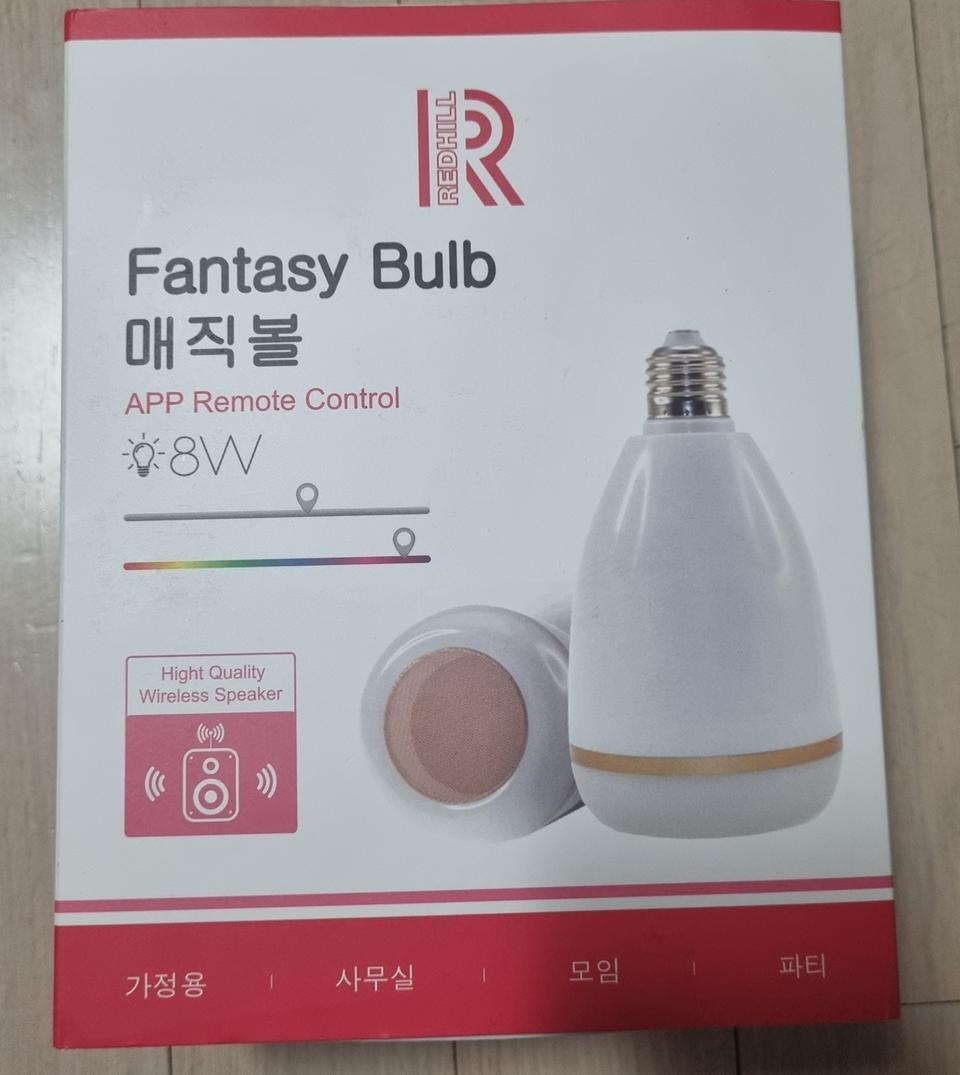 REDHILL
Fantasy Bulb
매직볼
APP Remote Control
8W
Hight Quality
Wireless Speaker
가정용 | 사무실 | 모임 | 파티